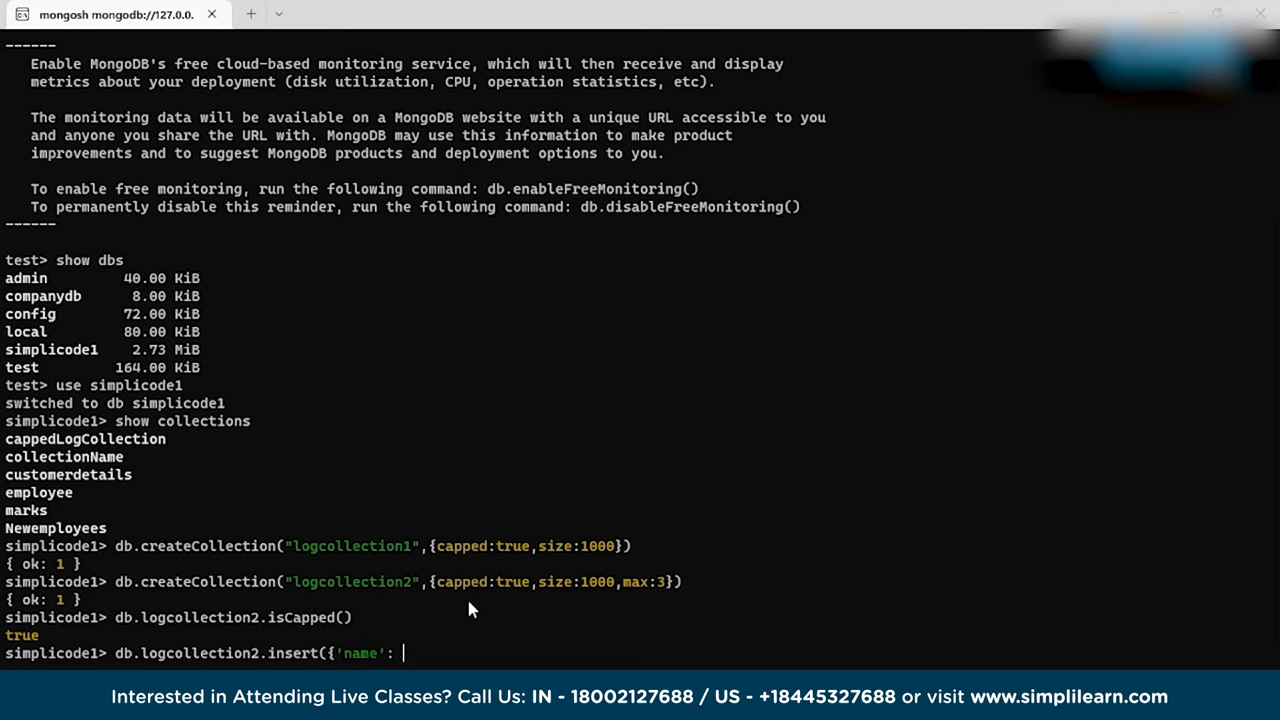 mongosh mongodb://127.0.0.
------
Enable MongoDB's free cloud-based monitoring service, which will then receive and display
metrics about your deployment (disk utilization, CPU, operation statistics, etc).
The monitoring data will be available on a MongoDB website with a unique URL accessible to you
and anyone you share the URL with. MongoDB may use this information to make product
improvements and to suggest MongoDB products and deployment options to you.
To enable free monitoring, run the following command: db.enableFreeMonitoring()
To permanently disable this reminder, run the following command: db.disableFreeMonitoring()
------
test> show dbs
admin 40.00 KiB
companydb 8.00 KiB
config 72.00 KiB
local 80.00 KiB
simplicode1 2.73 MiB
test 164.00 KiB
test> use simplicode1
switched to db simplicode1
simplicode1> show collections
cappedLogCollection
collectionName
customerdetails
employee
marks
Newemployees
simplicode1> db.createCollection("logcollection1",{capped:true,size:1000})
{ ok: 1 }
simplicode1> db.createCollection("logcollection2",{capped:true,size:1000,max:3})
{ ok: 1 }
simplicode1> db.logcollection2.isCapped()
true
simplicode1> db.logcollection2.insert({'name':
Interested in Attending Live Classes? Call Us: IN - 18002127688 / US - +18445327688 or visit www.simplilearn.com